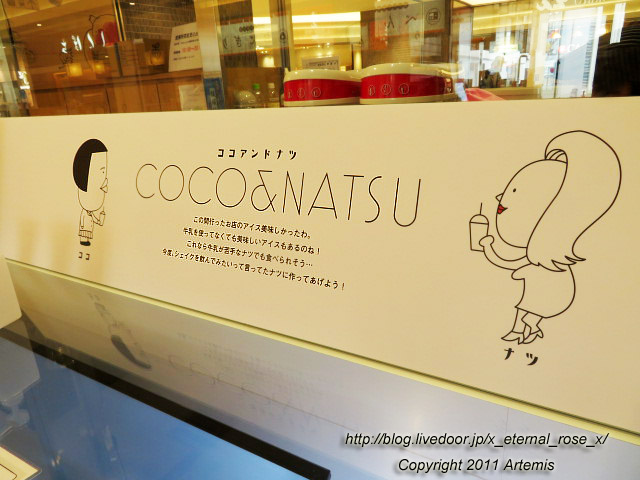 ココアンドナツ
COCO&NATSU
この間行ったお店のアイス美味しかったわ。
牛乳を使ってなくても美味しいアイスもあるのね！
これなら牛乳が苦手なナツでも食べられそう…
今度、シェイクを飲んでみたいって言ってたナツに作ってあげよう！
ココ
ナツ
http://blog.livedoor.jp/x_eternal_rose_x/
Copyright 2011 Artemis